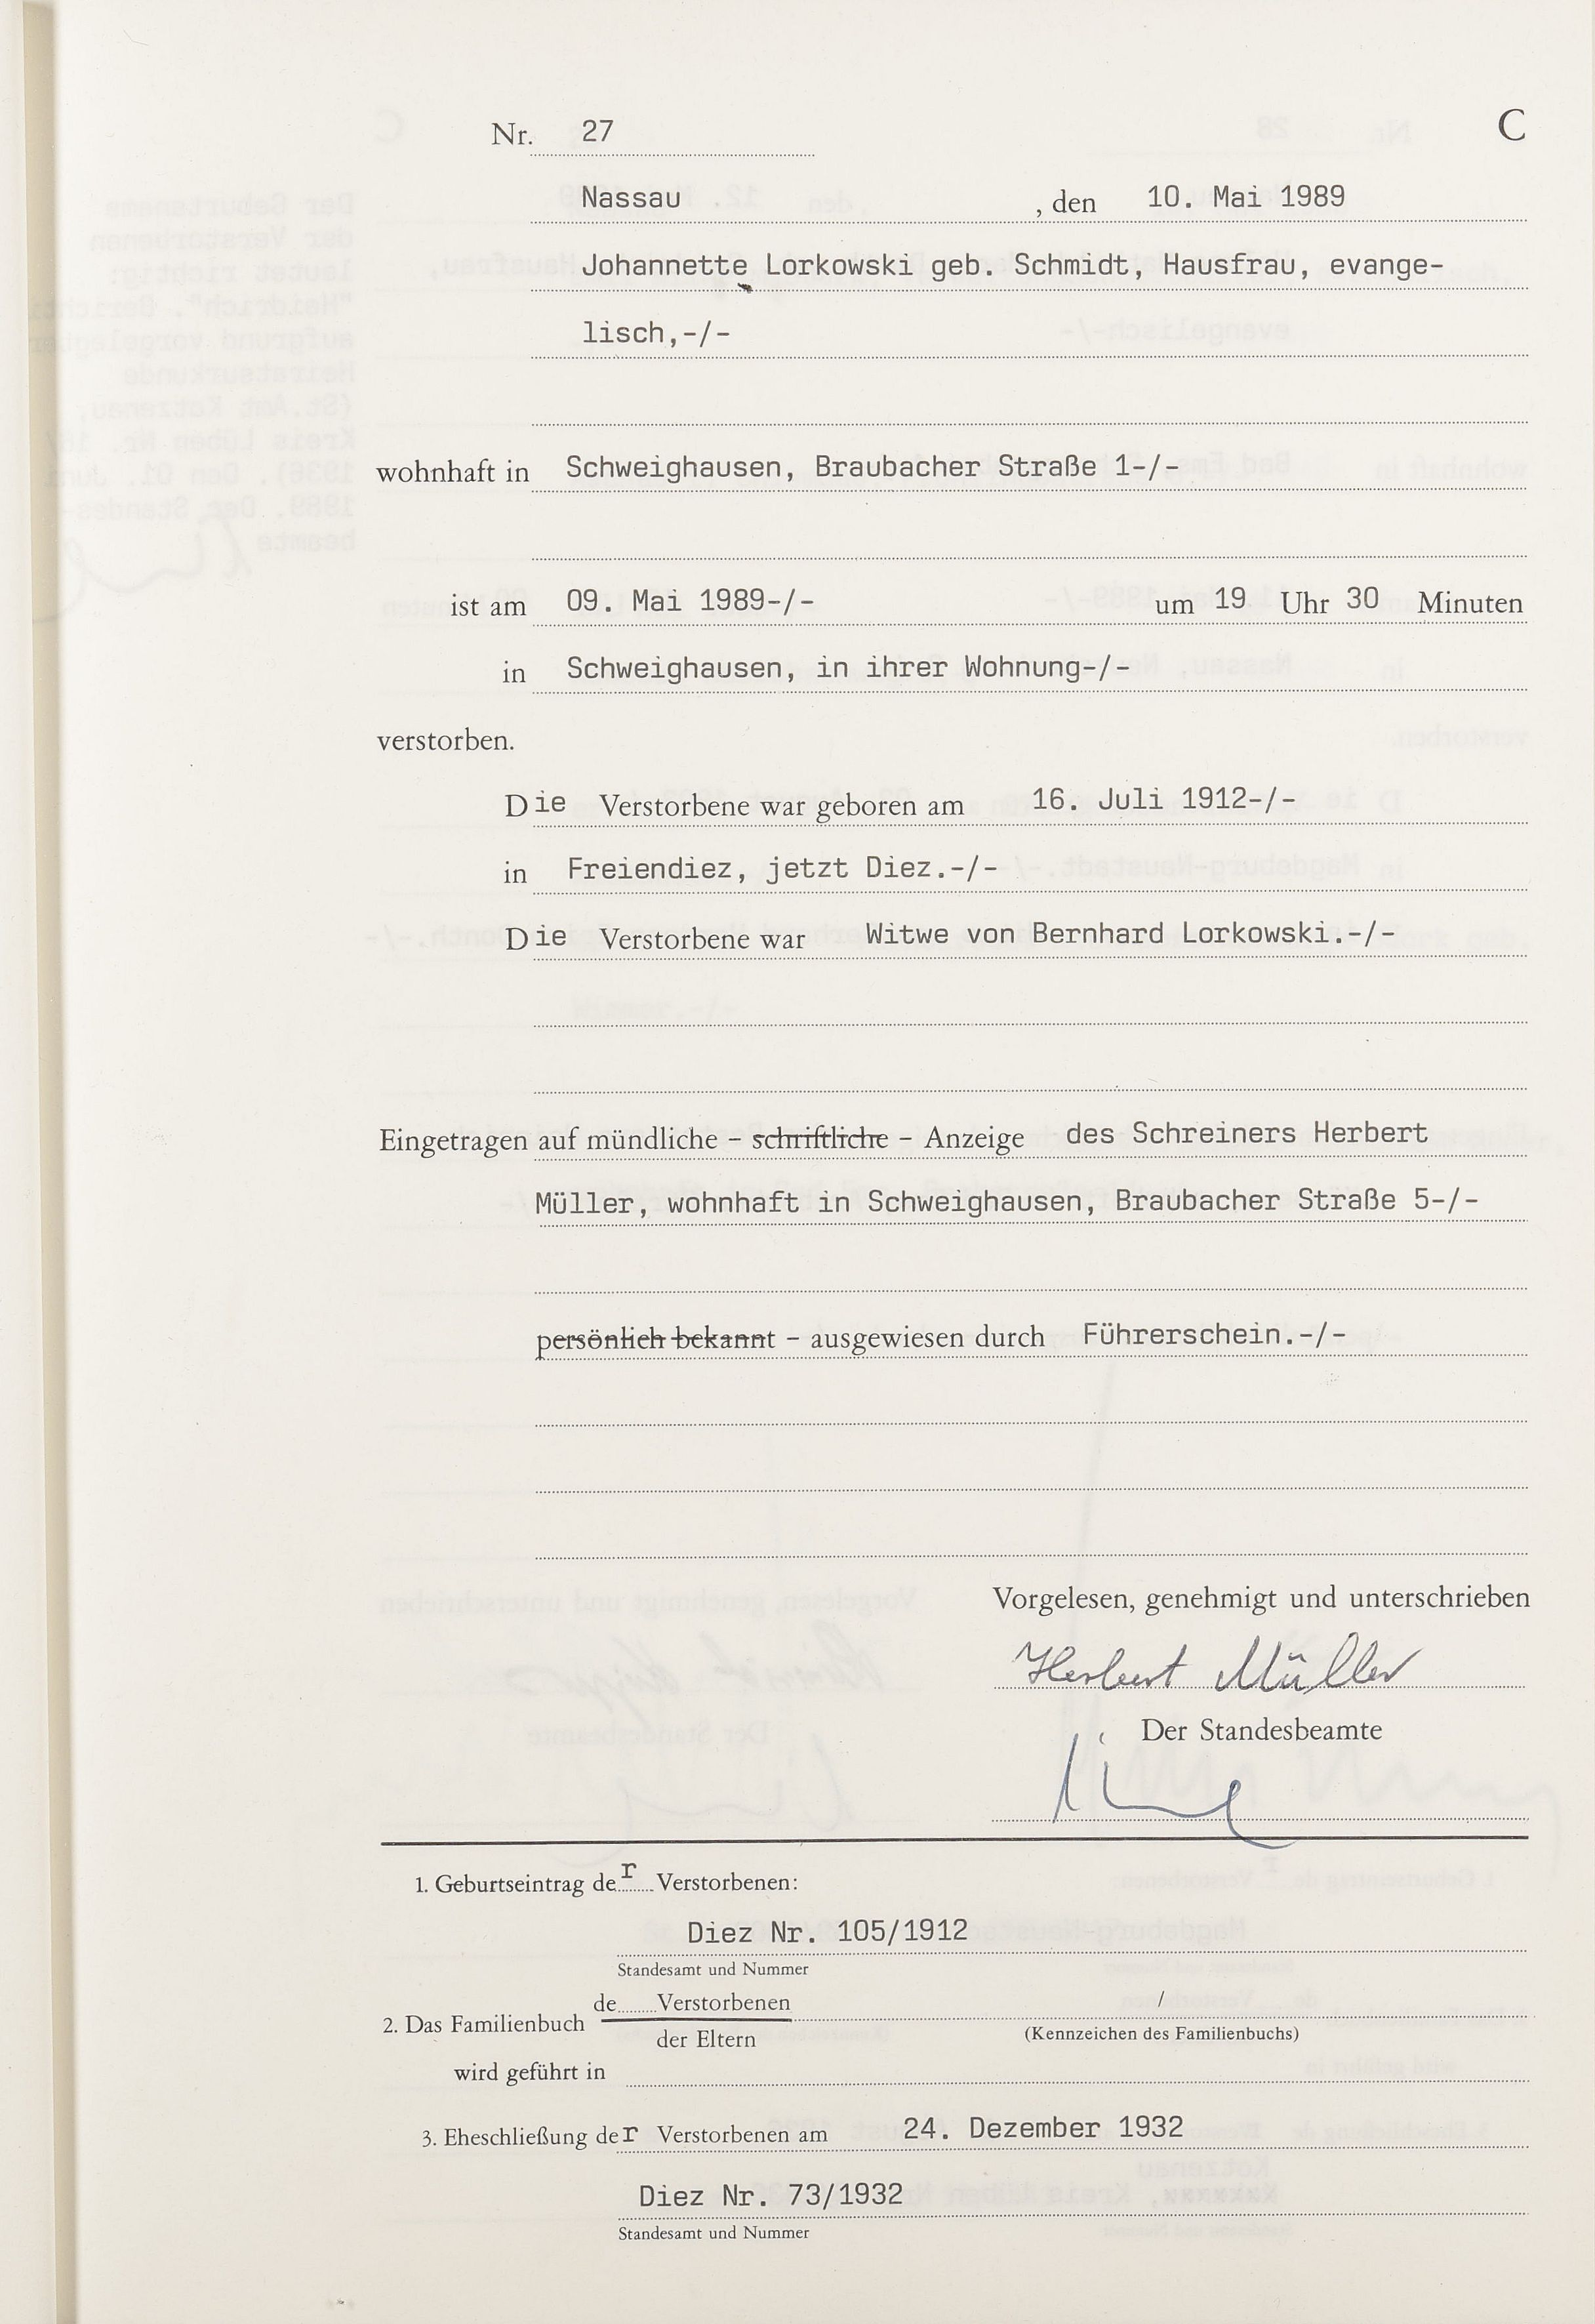 Nr. 27 C
Nassau , den 10. Mai 1989
Johannette Lorkowski geb. Schmidt, Hausfrau, evange-
lisch,-/-
wohnhaft in Schweighausen, Braubacher Straße 1-/-
ist am 09. Mai 1989-/- um 19 Uhr 30 Minuten
in Schweighausen, in ihrer Wohnung-/-
verstorben.
Die Verstorbene war geboren am 16. Juli 1912-/-
in Freiendiez, jetzt Diez.-/-
Die Verstorbene war Witwe von Bernhard Lorkowski.-/-
Eingetragen auf mündliche – schriftliche – Anzeige des Schreiners Herbert
Müller, wohnhaft in Schweighausen, Braubacher Straße 5-/-
persönlich bekannt – ausgewiesen durch Führerschein.-/-
Vorgelesen, genehmigt und unterschrieben
Herbert Müller
Der Standesbeamte
1. Geburtseintrag der Verstorbenen:
Diez Nr. 105/1912
Standesamt und Nummer
de........Verstorbenen /
2. Das Familienbuch
der Eltern (Kennzeichen des Familienbuchs)
wird geführt in
3. Eheschließung der Verstorbenen am 24. Dezember 1932
Diez Nr. 73/1932
Standesamt und Nummer